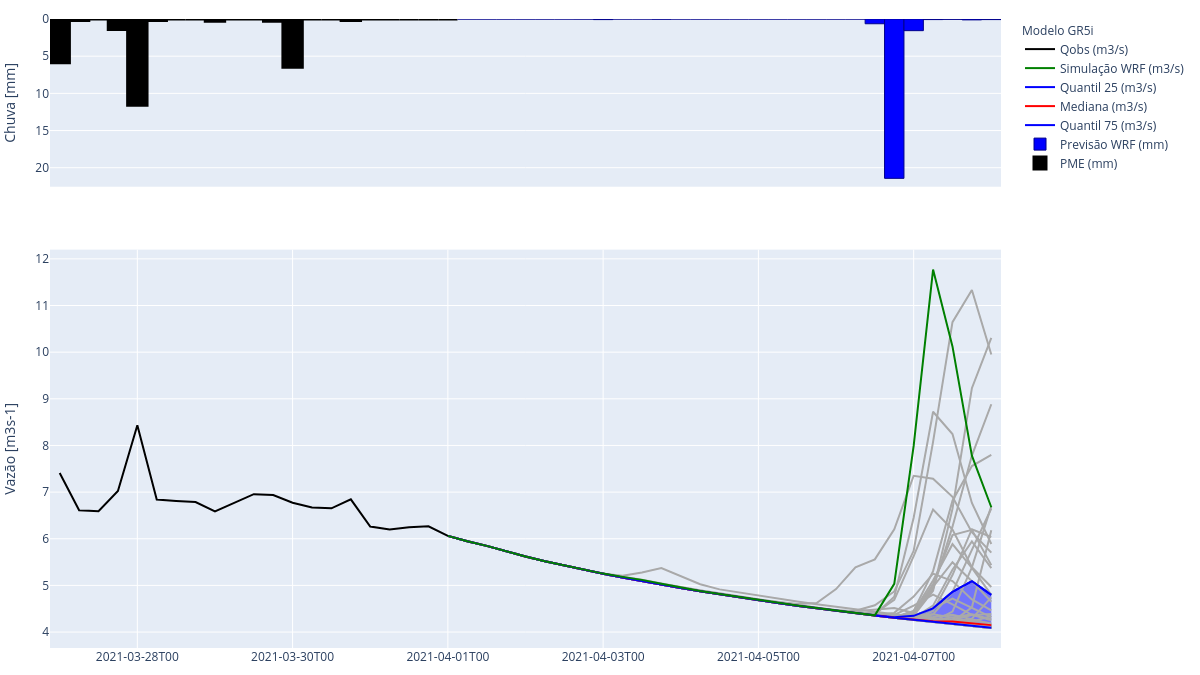 Chuva [mm]
0
5
10
15
20
Modelo GR5i
Qobs (m3/s)
Simulação WRF (m3/s)
Quantil 25 (m3/s)
Mediana (m3/s)
Quantil 75 (m3/s)
Previsão WRF (mm)
PME (mm)
Vazão [m3s-1]
12
11
10
9
8
7
6
5
4
2021-03-28T00
2021-03-30T00
2021-04-01T00
2021-04-03T00
2021-04-05T00
2021-04-07T00